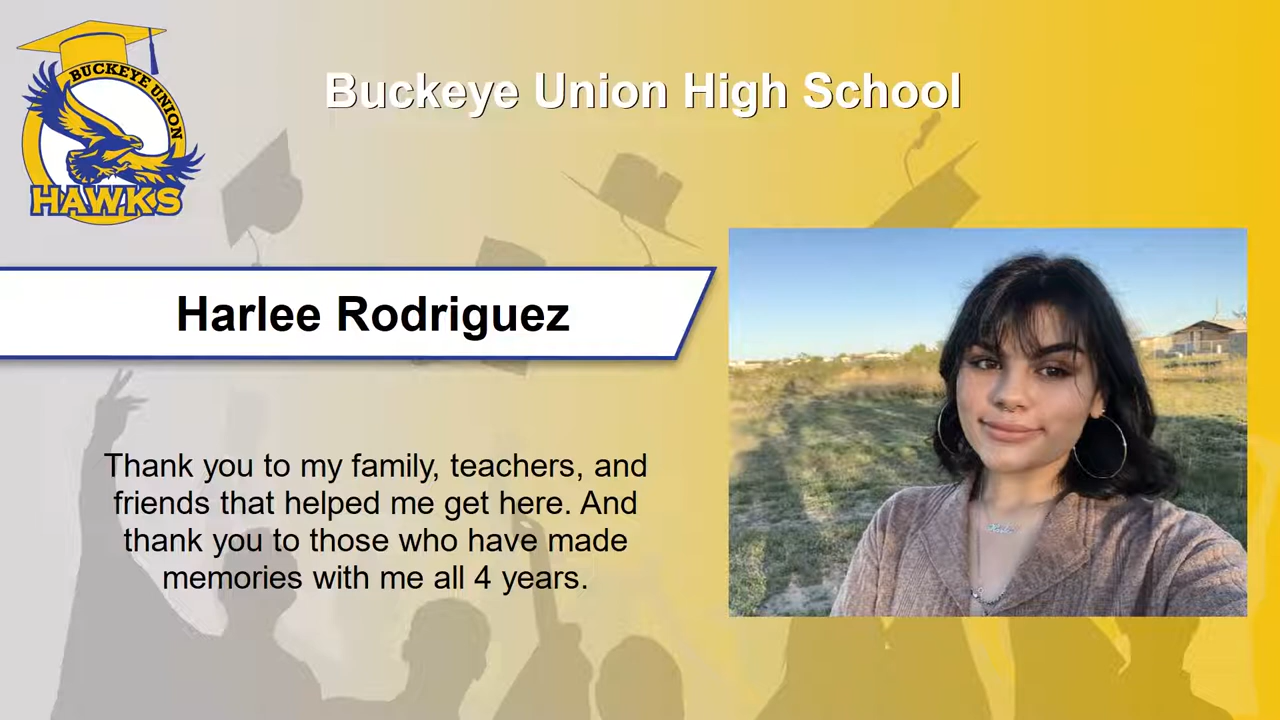 BUCKEYE UNION
HAWKS
Buckeye Union High School
Harlee Rodriguez
Thank you to my family, teachers, and
friends that helped me get here. And
thank you to those who have made
memories with me all 4 years.